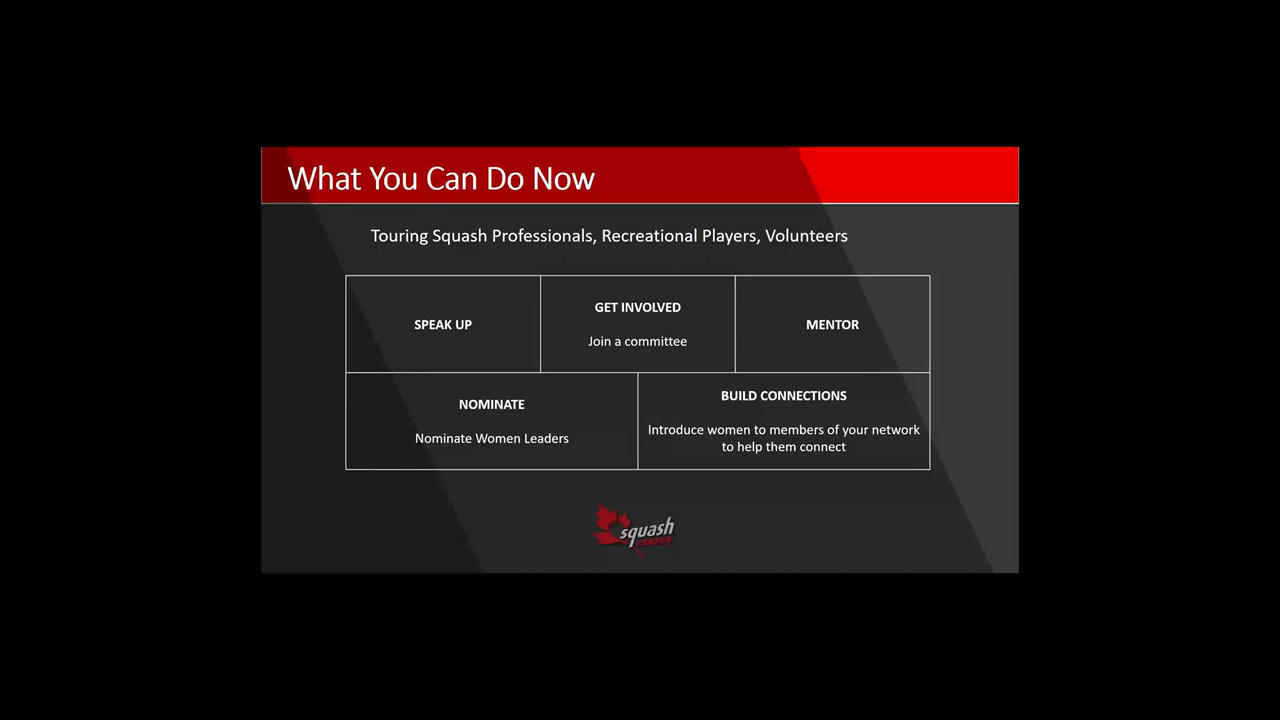 What You Can Do Now
Touring Squash Professionals, Recreational Players, Volunteers
SPEAK UP
GET INVOLVED
Join a committee
MENTOR
NOMINATE
Nominate Women Leaders
BUILD CONNECTIONS
Introduce women to members of your network
to help them connect
squash
CANADA